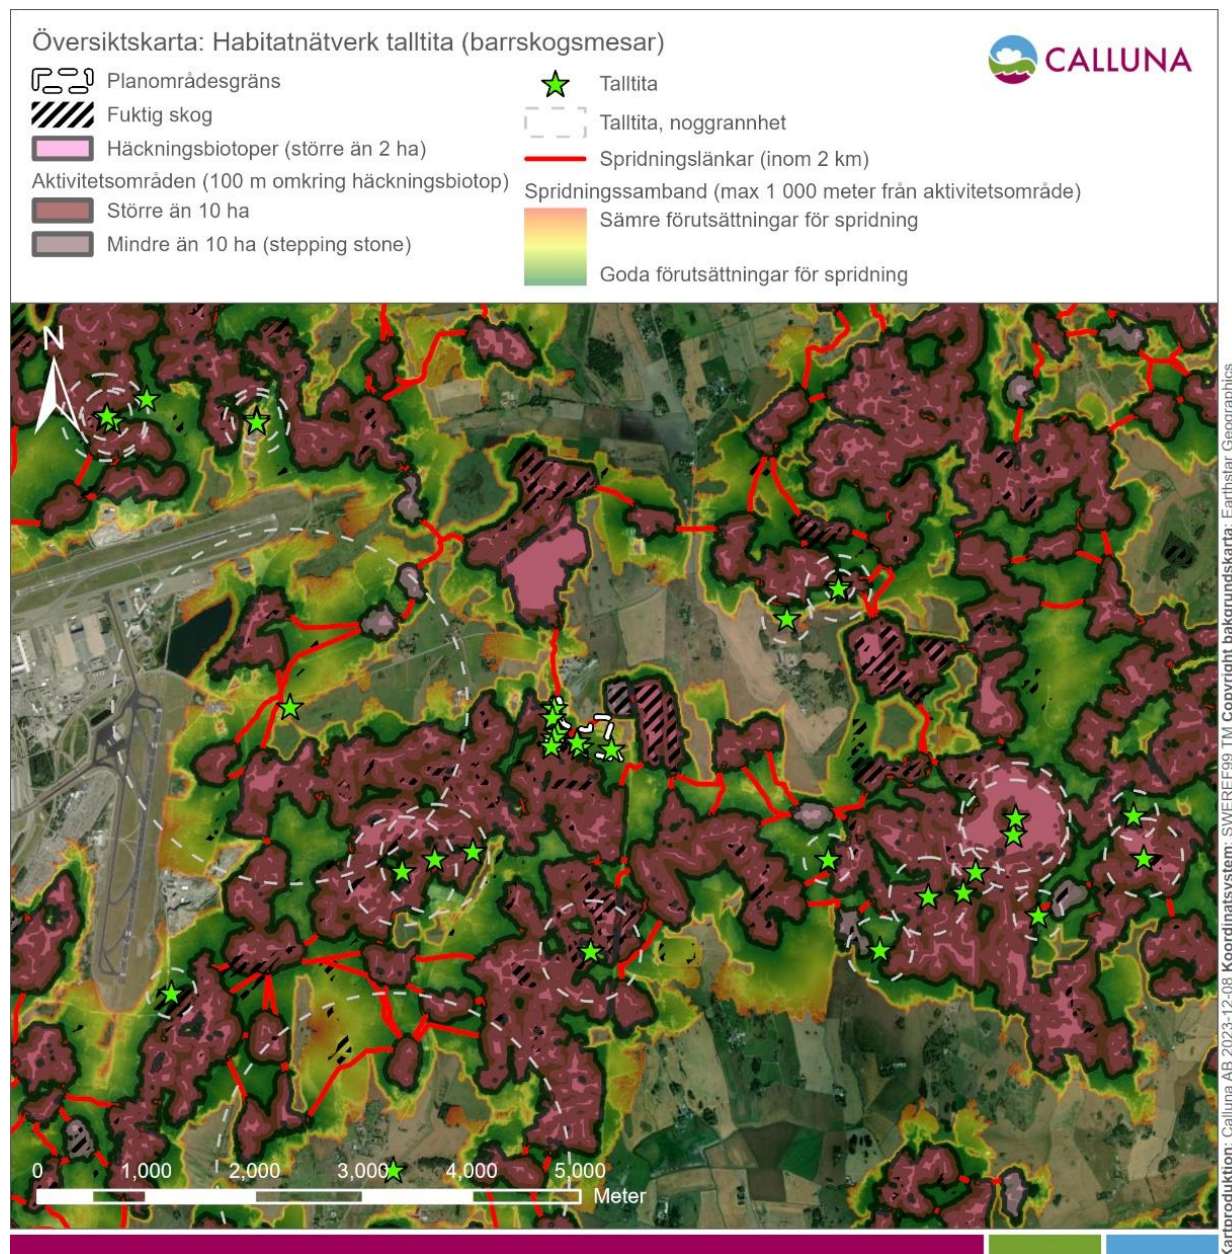 Översiktskarta: Habitatnätverk talltita (barrskogsmesar)
Planområdesgräns
Fuktig skog
Häckningsbiotoper (större än 2 ha)
Aktivitetsområden (100 m omkring häckningsbiotop)
Större än 10 ha
Mindre än 10 ha (stepping stone)
Talltita
Talltita, noggrannhet
Spridningslänkar (inom 2 km)
Spridningssamband (max 1 000 meter från aktivitetsområde)
Sämre förutsättningar för spridning
Goda förutsättningar för spridning
CALLUNA
N
0 1,000 2,000 3,000 4,000 5,000
Meter
Kartproduktion: Calluna AB 2023-12-08 Koordinatsystem: SWEREF99 TM Copyright bakgrundskarta: Earthstar Geographics